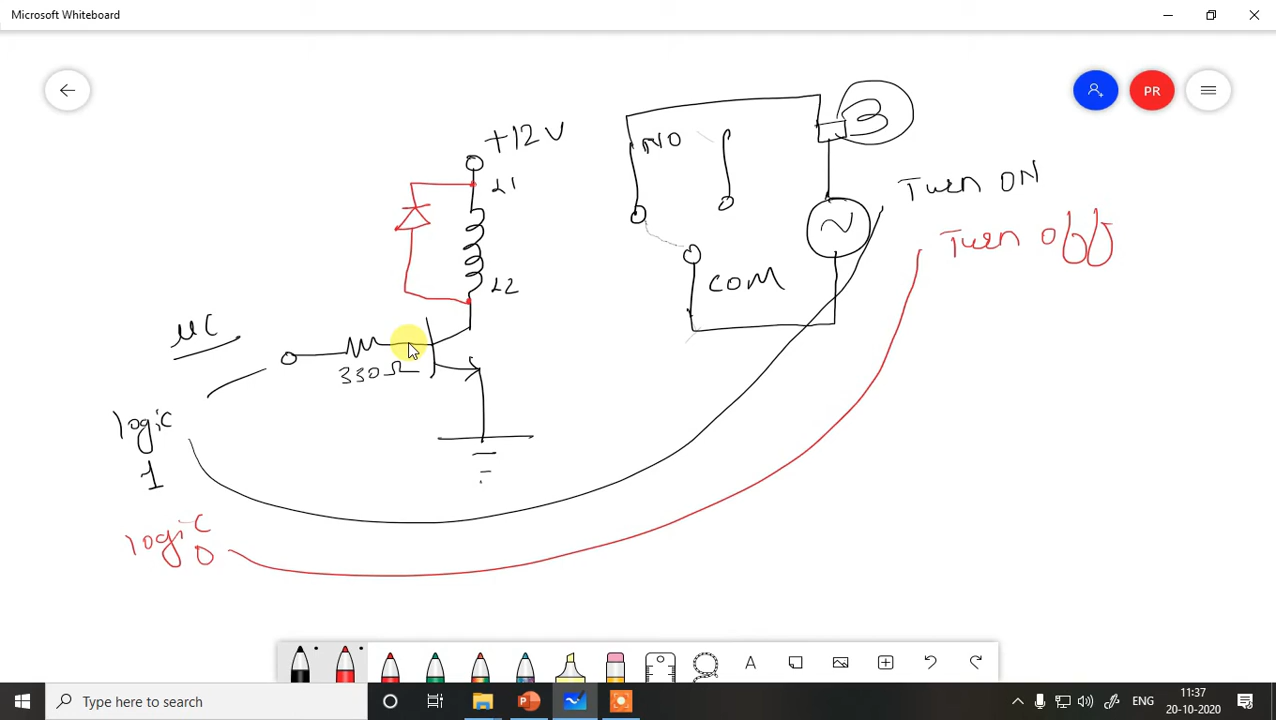 Microsoft Whiteboard
PR
+12V
L1
L2
NO
COM
Turn ON
Turn Off
μC
330Ω
logic
1
logic
0
A
Type here to search
ENG
11:37
20-10-2020